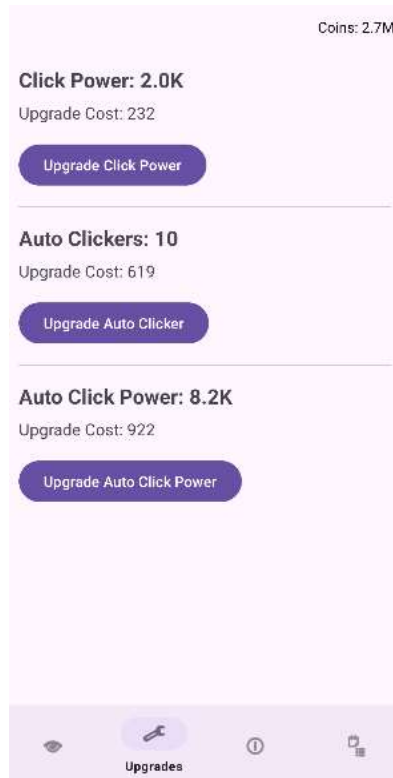 Coins: 2.7M
Click Power: 2.0K
Upgrade Cost: 232
Upgrade Click Power
Auto Clickers: 10
Upgrade Cost: 619
Upgrade Auto Clicker
Auto Click Power: 8.2K
Upgrade Cost: 922
Upgrade Auto Click Power
Upgrades